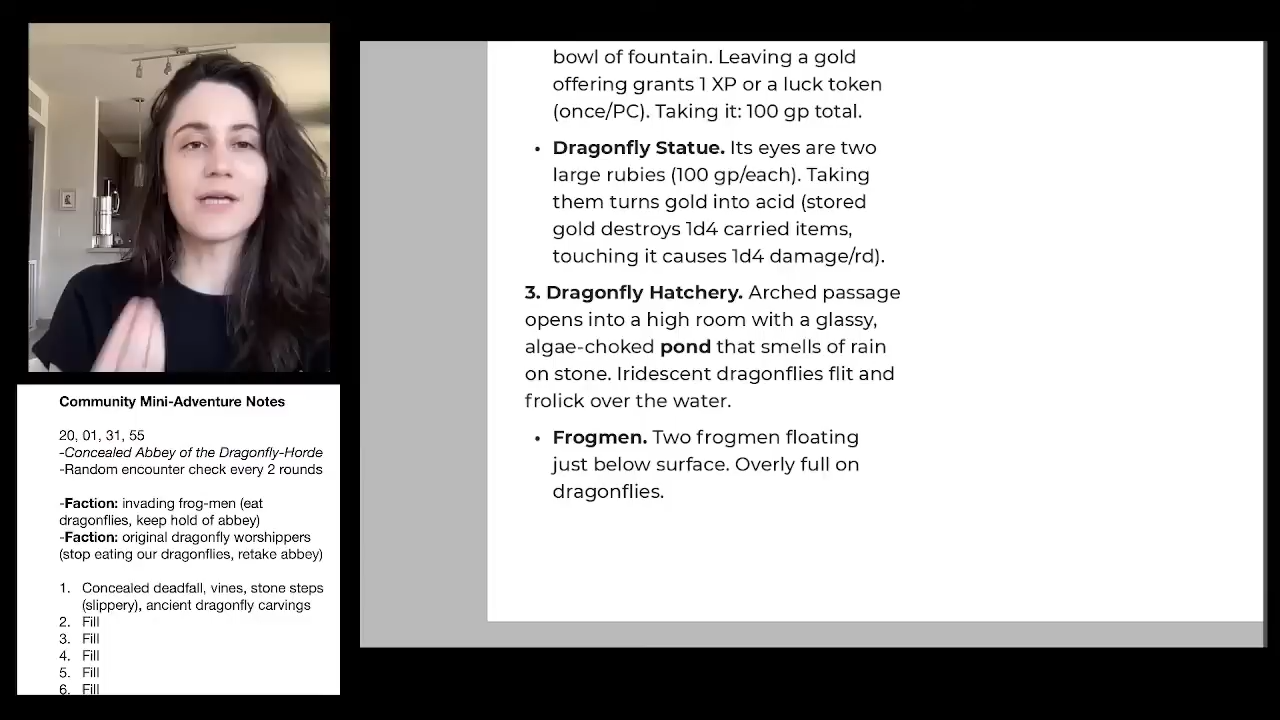 bowl of fountain. Leaving a gold
offering grants 1 XP or a luck token
(once/PC). Taking it: 100 gp total.
• Dragonfly Statue. Its eyes are two
large rubies (100 gp/each). Taking
them turns gold into acid (stored
gold destroys 1d4 carried items,
touching it causes 1d4 damage/rd).
3. Dragonfly Hatchery. Arched passage
opens into a high room with a glassy,
algae-choked pond that smells of rain
on stone. Iridescent dragonflies flit and
frolick over the water.
• Frogmen. Two frogmen floating
just below surface. Overly full on
dragonflies.
Community Mini-Adventure Notes
20, 01, 31, 55
-Concealed Abbey of the Dragonfly-Horde
-Random encounter check every 2 rounds
-Faction: invading frog-men (eat
dragonflies, keep hold of abbey)
-Faction: original dragonfly worshippers
(stop eating our dragonflies, retake abbey)
1. Concealed deadfall, vines, stone steps
(slippery), ancient dragonfly carvings
2. Fill
3. Fill
4. Fill
5. Fill
6. Fill